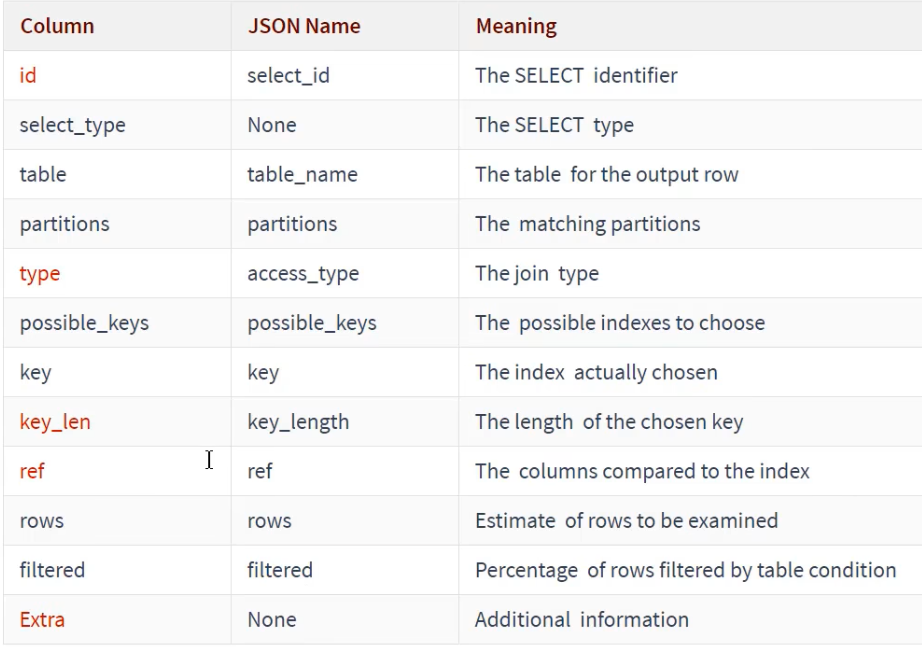 Column JSON Name Meaning
id select_id The SELECT identifier
select_type None The SELECT type
table table_name The table for the output row
partitions partitions The matching partitions
type access_type The join type
possible_keys possible_keys The possible indexes to choose
key key The index actually chosen
key_len key_length The length of the chosen key
ref ref The columns compared to the index
rows rows Estimate of rows to be examined
filtered filtered Percentage of rows filtered by table condition
Extra None Additional information